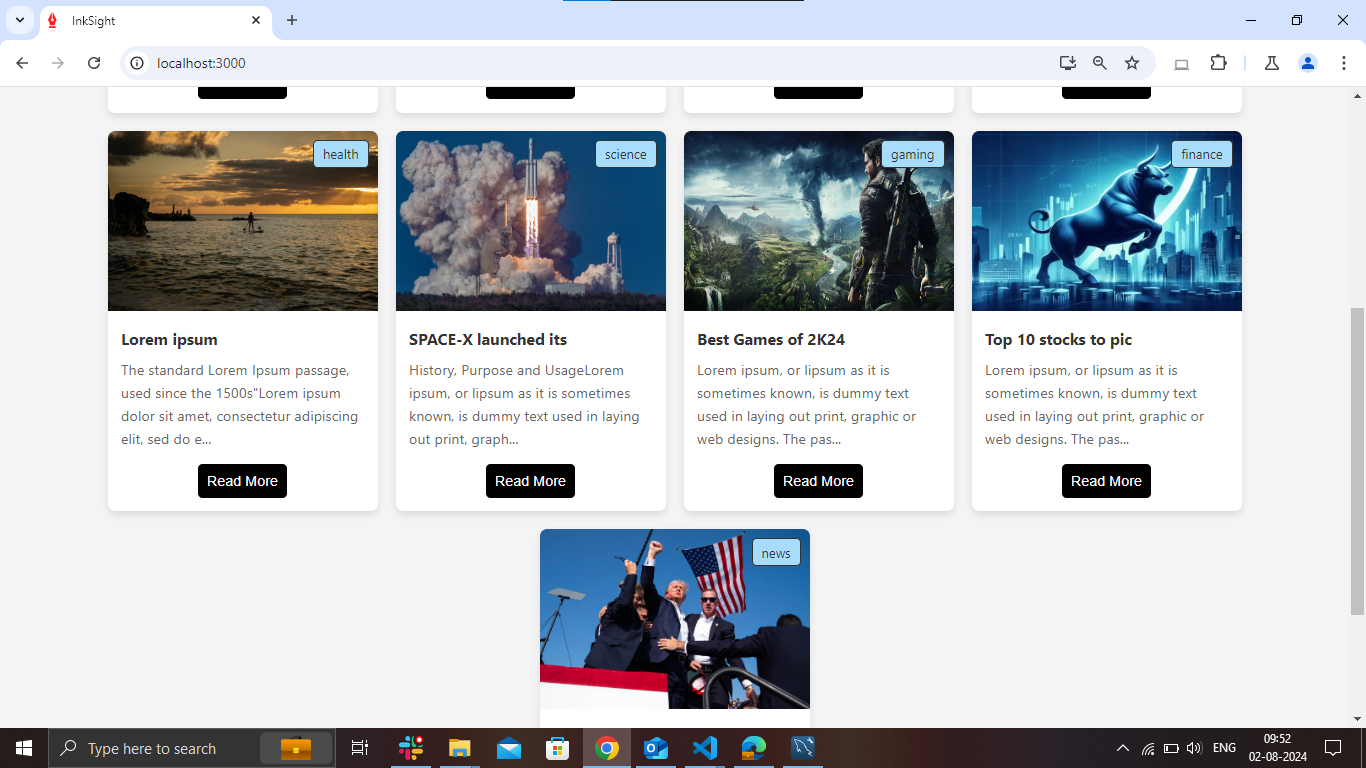 InkSight
localhost:3000
health
science
gaming
finance
Lorem ipsum
The standard Lorem Ipsum passage,
used since the 1500s"Lorem ipsum
dolor sit amet, consectetur adipiscing
elit, sed do e...
Read More
SPACE-X launched its
History, Purpose and UsageLorem
ipsum, or lipsum as it is sometimes
known, is dummy text used in laying
out print, graph...
Read More
Best Games of 2K24
Lorem ipsum, or lipsum as it is
sometimes known, is dummy text
used in laying out print, graphic or
web designs. The pas...
Read More
Top 10 stocks to pic
Lorem ipsum, or lipsum as it is
sometimes known, is dummy text
used in laying out print, graphic or
web designs. The pas...
Read More
news
Type here to search
ENG
09:52
02-08-2024